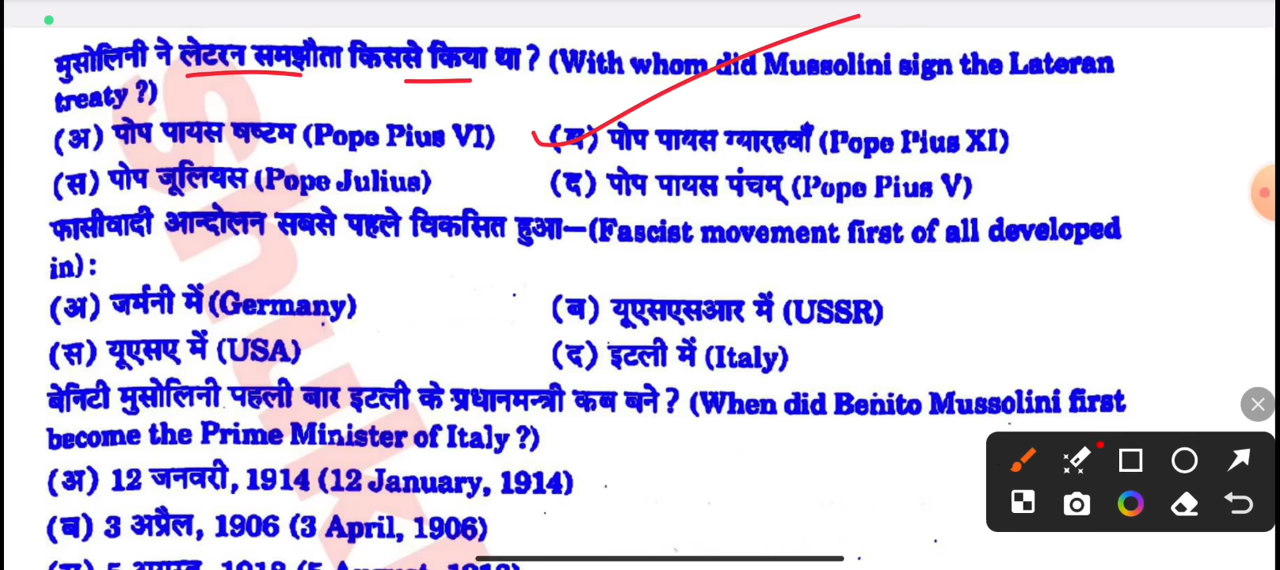 मुसोलिनी ने लेटरन समझौता किससे किया था ? (With whom did Mussolini sign the Lateran
treaty ?)
(अ) पोप पायस षष्टम (Pope Pius VI) (ब) पोप पायस ग्यारहवाँ (Pope Pius XI)
(स) पोप जूलियस (Pope Julius) (द) पोप पायस पंचम् (Pope Pius V)
फासीवादी आन्दोलन सबसे पहले विकसित हुआ—(Fascist movement first of all developed
in) :
(अ) जर्मनी में (Germany) (ब) यूएसएसआर में (USSR)
(स) यूएसए में (USA) (द) इटली में (Italy)
बेनिटी मुसोलिनी पहली बार इटली के प्रधानमन्त्री कब बने ? (When did Benito Mussolini first
become the Prime Minister of Italy ?)
(अ) 12 जनवरी, 1914 (12 January, 1914)
(ब) 3 अप्रैल, 1906 (3 April, 1906)